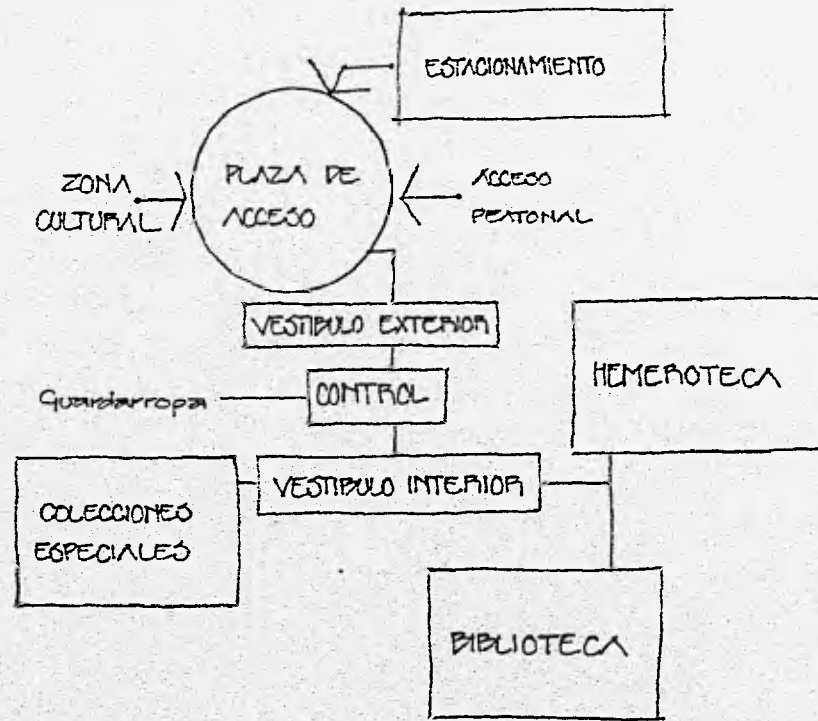 ESTACIONAMIENTO
ZONA
CULTURAL
PLAZA DE
ACCESO
ACCESO
PEATONAL
VESTIBULO EXTERIOR
HEMEROTECA
Guardarropa
CONTROL
VESTIBULO INTERIOR
COLECCIONES
ESPECIALES
BIBLIOTECA